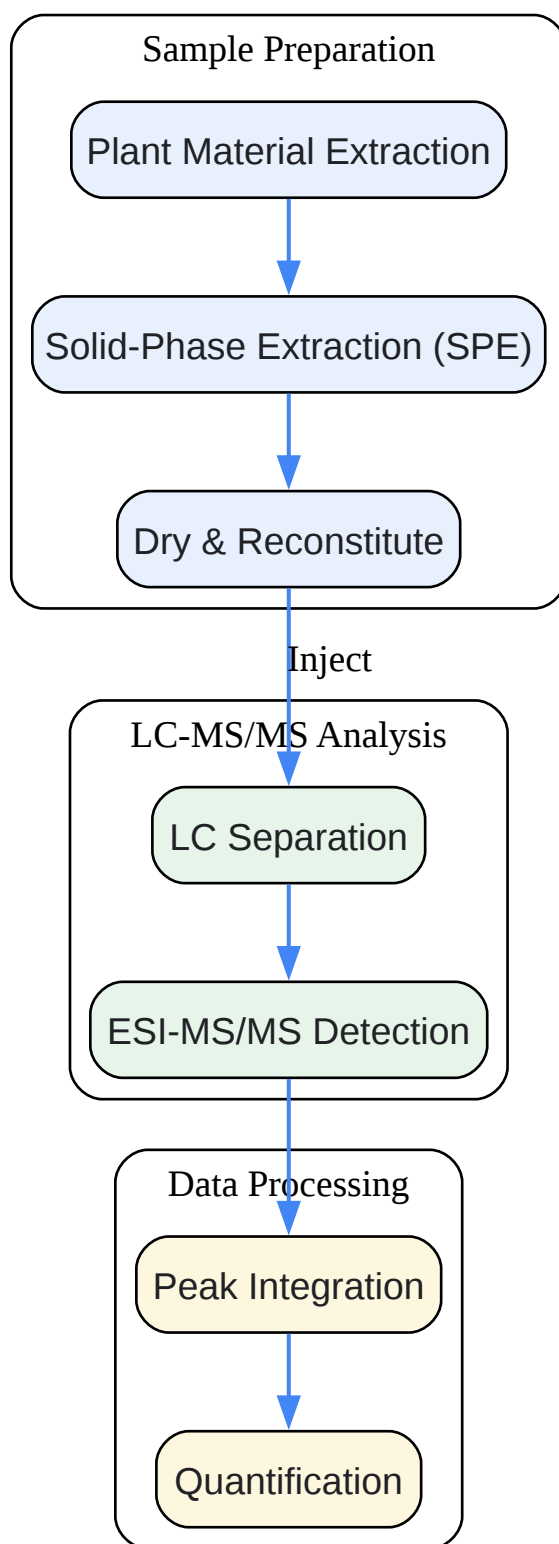 Sample Preparation
Plant Material Extraction
Solid-Phase Extraction (SPE)
Dry & Reconstitute
Inject
LC-MS/MS Analysis
LC Separation
ESI-MS/MS Detection
Data Processing
Peak Integration
Quantification